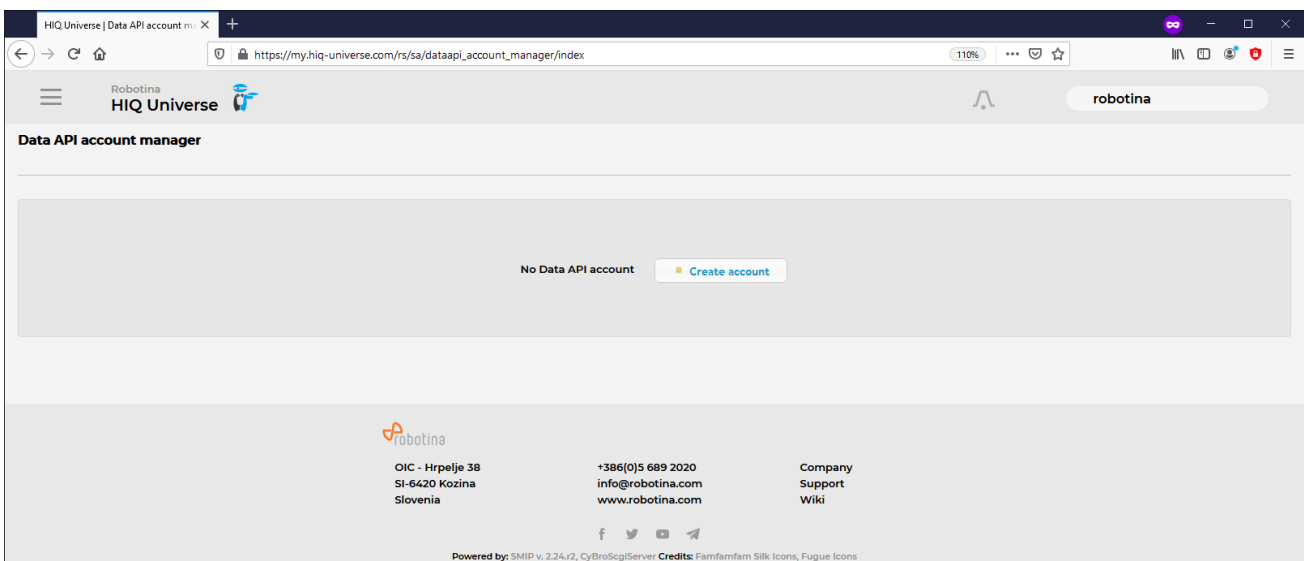 HIQ Universe | Data API account ma
https://my.hiq-universe.com/rs/sa/dataapi_account_manager/index
110%
Robotina
HIQ Universe
robotina
Data API account manager
No Data API account
Create account
robotina
OIC - Hrpelje 38
SI-6420 Kozina
Slovenia
+386(0)5 689 2020
info@robotina.com
www.robotina.com
Company
Support
Wiki
Powered by: SMIP v. 2.24.r2, CyBroScgiServer Credits: Famfamfam Silk Icons, Fugue Icons